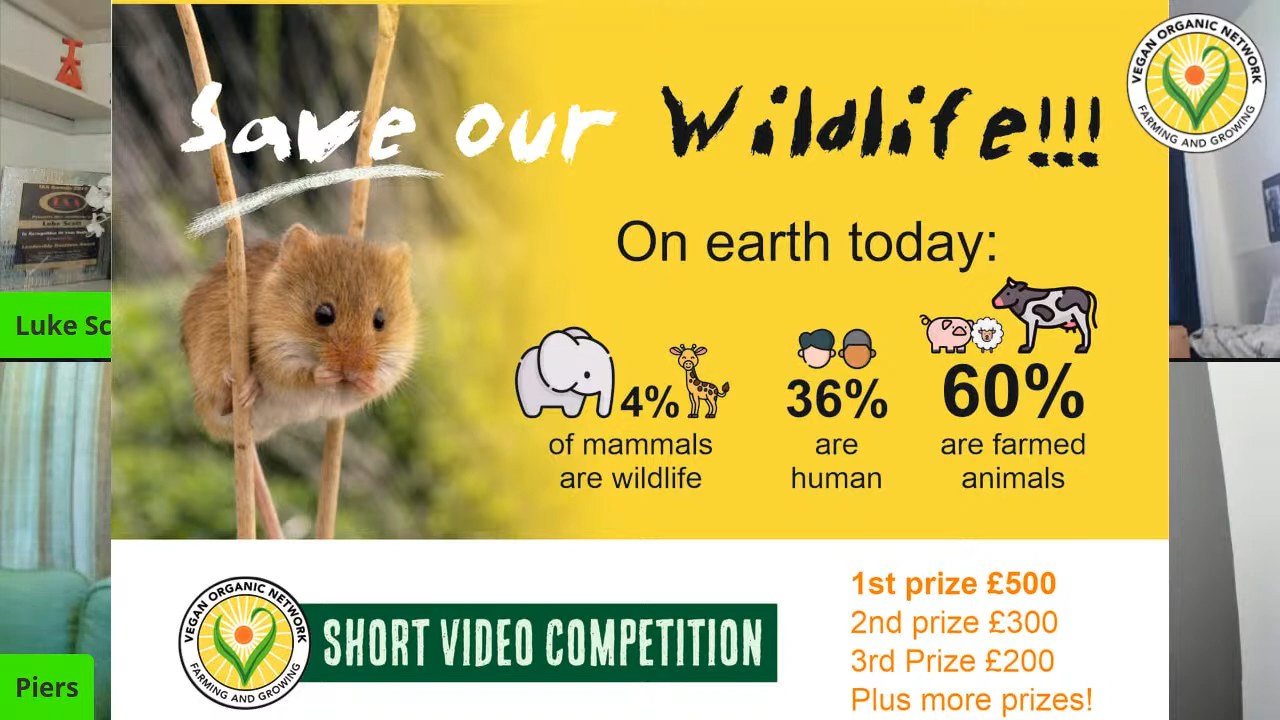 Save our Wildlife!!!
VEGAN ORGANIC NETWORK
FARMING AND GROWING
On earth today:
4%
of mammals
are wildlife
36%
are
human
60%
are farmed
animals
Luke Sc
Piers
VEGAN ORGANIC NETWORK
FARMING AND GROWING
SHORT VIDEO COMPETITION
1st prize £500
2nd prize £300
3rd Prize £200
Plus more prizes!